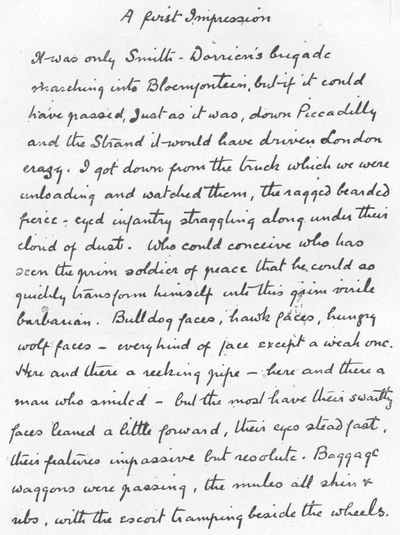 A first Impression
It was only Smith-Dorrien's brigade
marching into Bloemfontein, but if it could
have passed, just as it was, down Piccadilly
and the Strand it would have driven London
crazy. I got down from the truck which we were
unloading and watched them, the ragged bearded
fierce-eyed infantry straggling along under their
cloud of dust. Who could conceive who has
seen the prim soldier of peace that he could so
quickly transform himself into this grim virile
barbarian. Bulldog faces, hawk faces, hungry
wolf faces - every kind of face except a weak one.
Here and there a reeking pipe - here and there a
man who smiled - but the most have their swarthy
faces leaned a little forward, their eyes steadfast,
their features impassive but resolute. Baggage
waggons were passing, the mules all skin &
ribs, with the escort tramping beside the wheels.